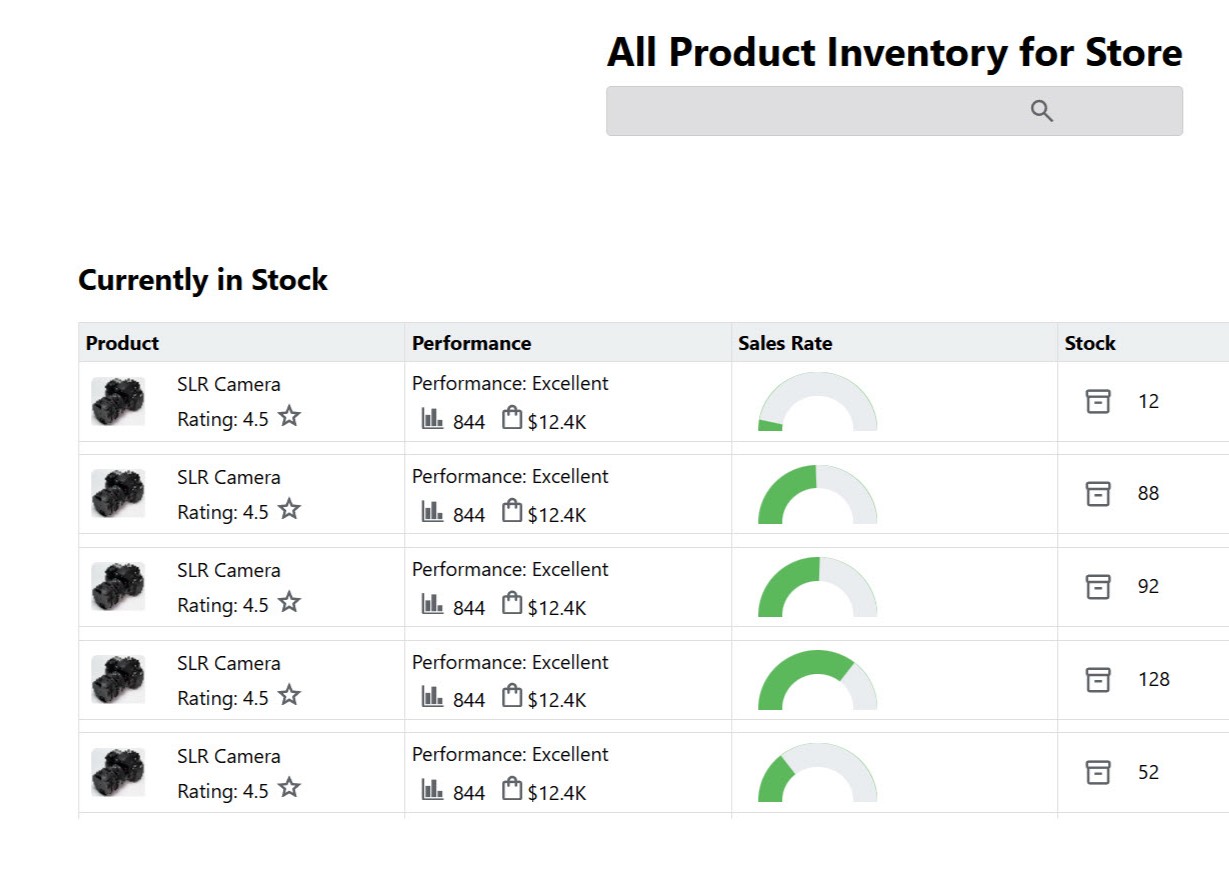 All Product Inventory for Store
Currently in Stock
Product Performance Sales Rate Stock
SLR Camera
Rating: 4.5
Performance: Excellent
844 $12.4K
12
SLR Camera
Rating: 4.5
Performance: Excellent
844 $12.4K
88
SLR Camera
Rating: 4.5
Performance: Excellent
844 $12.4K
92
SLR Camera
Rating: 4.5
Performance: Excellent
844 $12.4K
128
SLR Camera
Rating: 4.5
Performance: Excellent
844 $12.4K
52